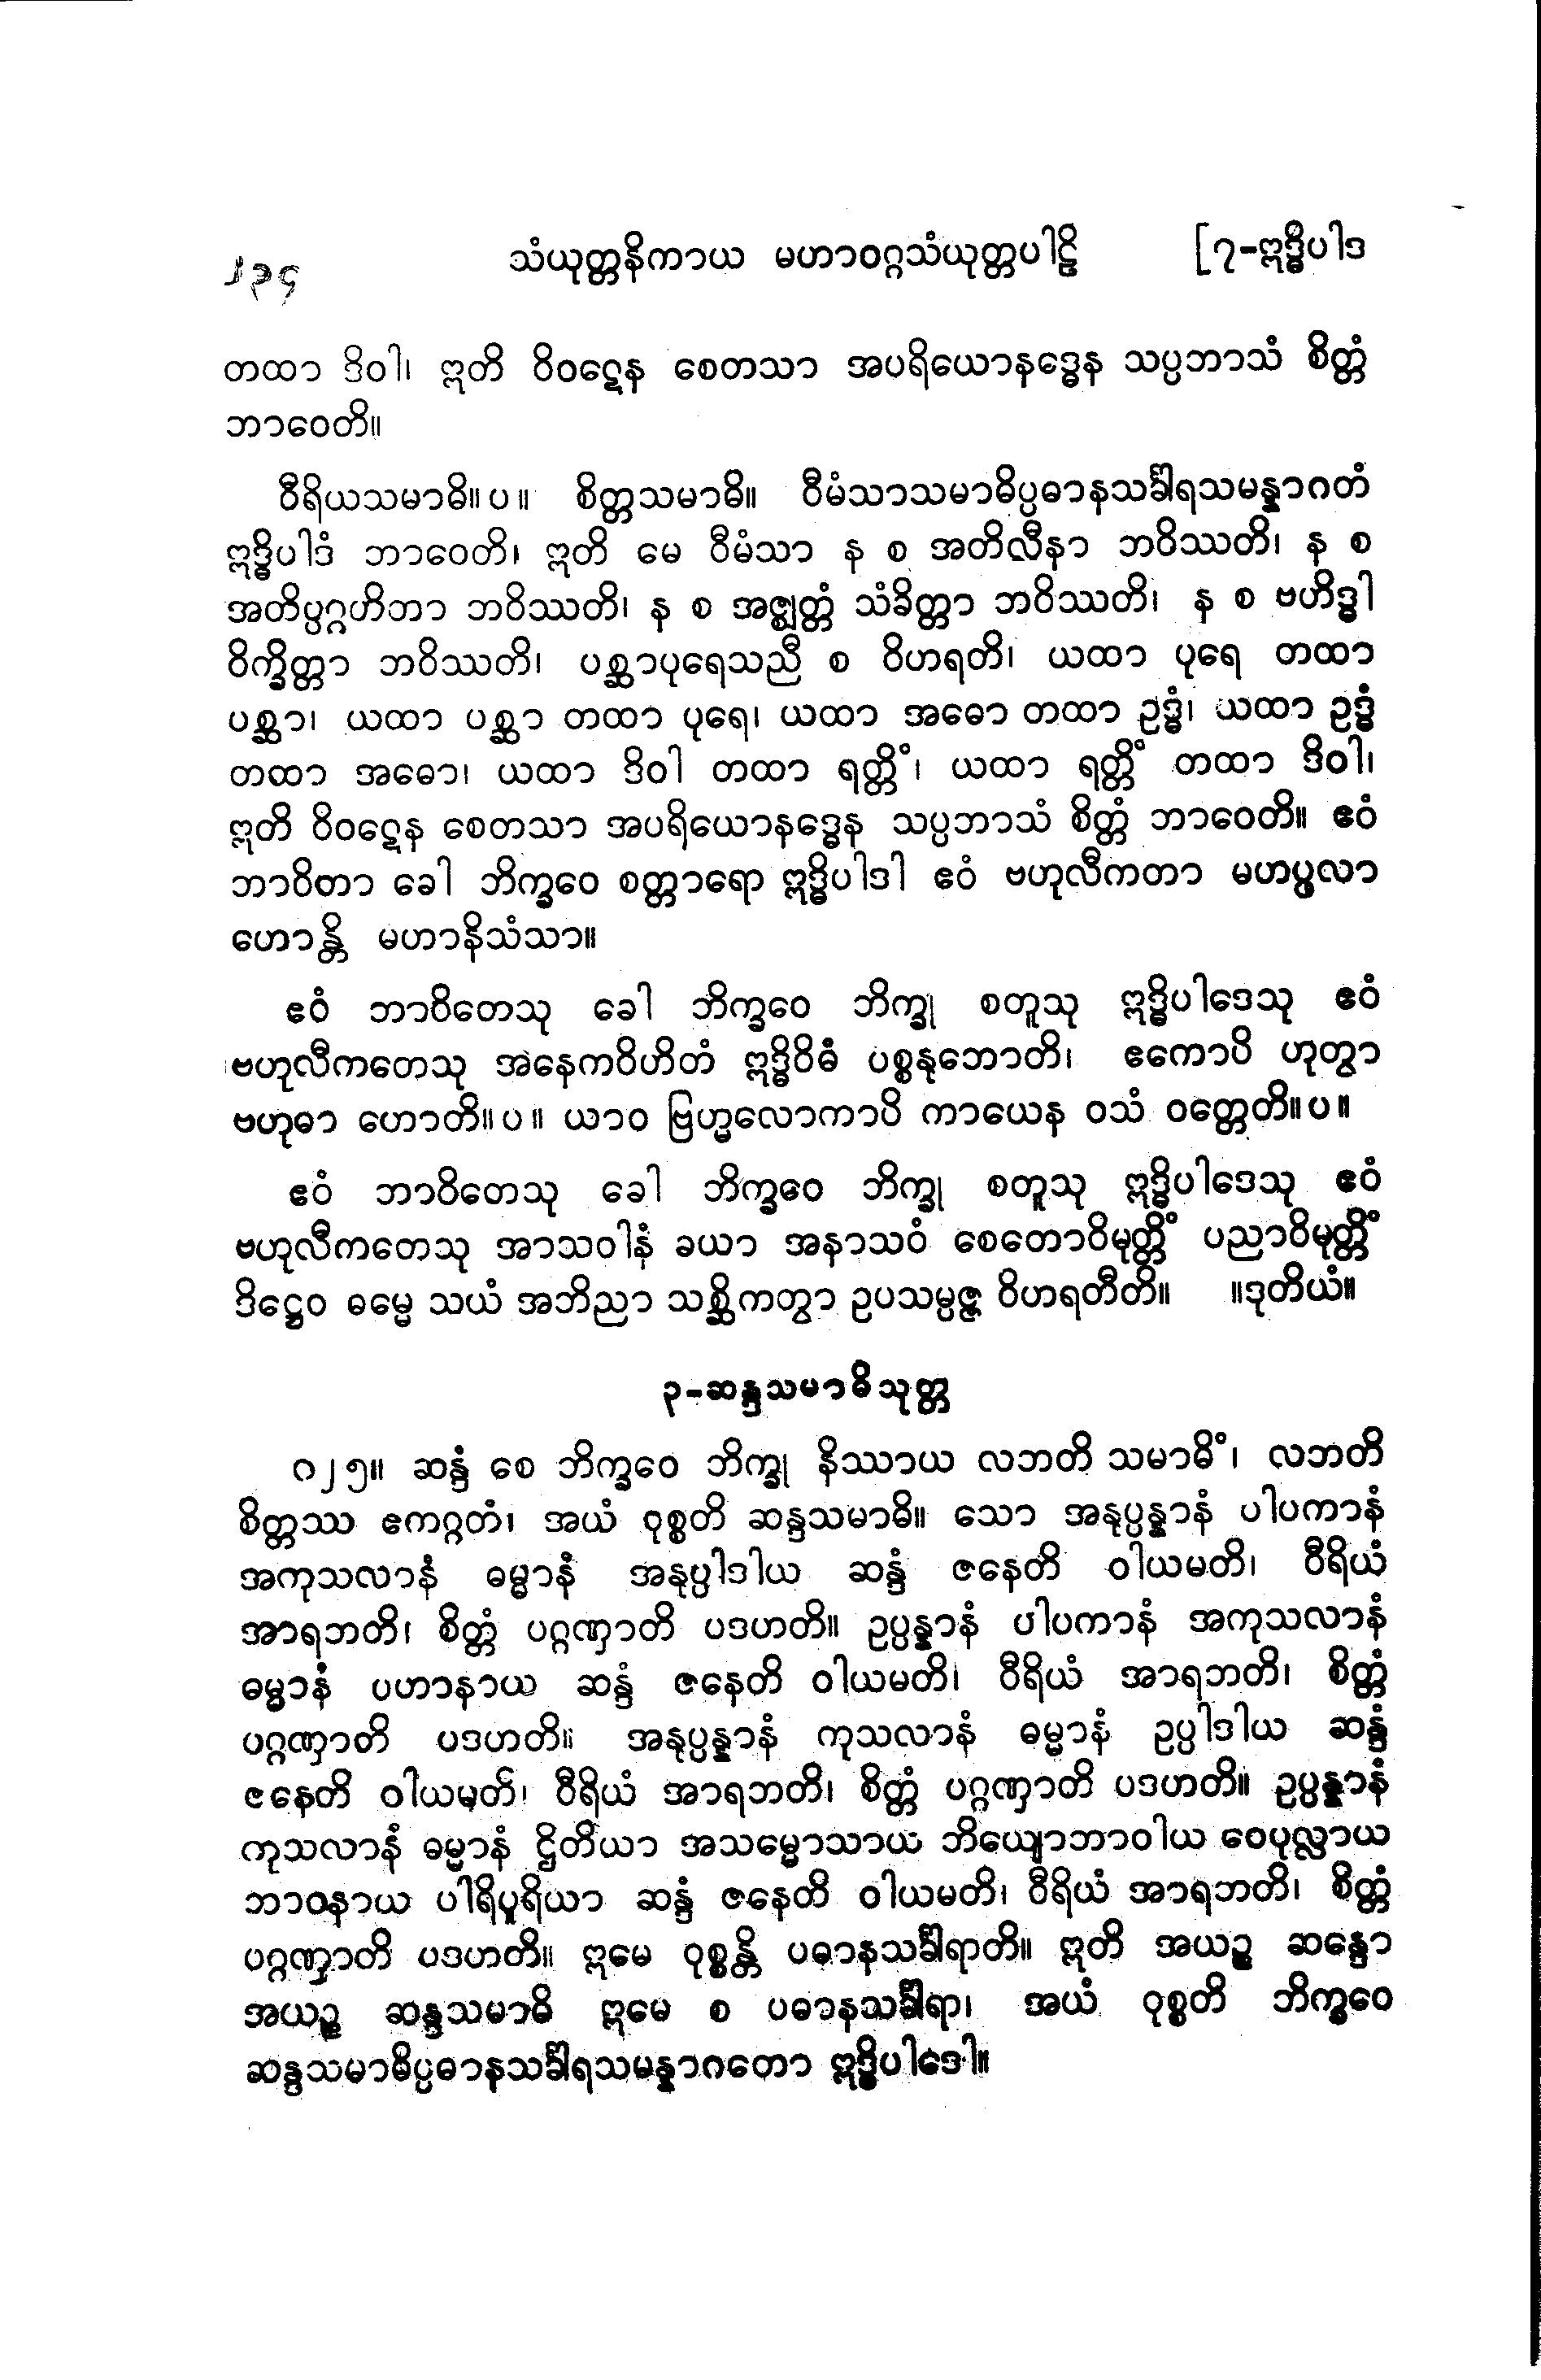 ၂၃၄ သံယုတ္တနိကာယ မဟာဝဂ္ဂသံယုတ္တပါဠိ [၇-ဣဒ္ဓိပါဒ
တထာ ဒိဝါ၊ ဣတိ ဝိဝဋေန စေတသာ အပရိယောနဒ္ဓေန သပ္ပဘာသံ စိတ္တံ
ဘာဝေတိ။
ဝီရိယသမာဓိ။ပ။ စိတ္တသမာဓိ။ ဝီမံသာသမာဓိပ္ပဓာနသင်္ခါရသမန္နာဂတံ
ဣဒ္ဓိပါဒံ ဘာဝေတိ၊ ဣတိ မေ ဝီမံသာ န စ အတိလီနာ ဘဝိဿတိ၊ န စ
အတိပ္ပဂ္ဂဟိတာ ဘဝိဿတိ၊ န စ အဇ္ဈတ္တံ သံခိတ္တာ ဘဝိဿတိ၊ န စ ဗဟိဒ္ဓါ
ဝိက္ခိတ္တာ ဘဝိဿတိ၊ ပစ္ဆာပုရေသညီ စ ဝိဟရတိ၊ ယထာ ပုရေ တထာ
ပစ္ဆာ၊ ယထာ ပစ္ဆာ တထာ ပုရေ၊ ယထာ အဓော တထာ ဥဒ္ဓံ၊ ယထာ ဥဒ္ဓံ
တထာ အဓော၊ ယထာ ဒိဝါ တထာ ရတ္တိံ၊ ယထာ ရတ္တိံ တထာ ဒိဝါ၊
ဣတိ ဝိဝဋေန စေတသာ အပရိယောနဒ္ဓေန သပ္ပဘာသံ စိတ္တံ ဘာဝေတိ။ ဧဝံ
ဘာဝိတာ ခေါ ဘိက္ခဝေ စတ္တာရော ဣဒ္ဓိပါဒါ ဧဝံ ဗဟုလီကတာ မဟပ္ဖလာ
ဟောန္တိ မဟာနိသံသာ။
ဧဝံ ဘာဝိတေသု ခေါ ဘိက္ခဝေ ဘိက္ခု စတူသု ဣဒ္ဓိပါဒေသု ဧဝံ
ဗဟုလီကတေသု အနေကဝိဟိတံ ဣဒ္ဓိဝိဓံ ပစ္စနုဘောတိ၊ ဧကောပိ ဟုတွာ
ဗဟုဓာ ဟောတိ။ပ။ ယာဝ ဗြဟ္မလောကာပိ ကာယေန ဝသံ ဝတ္တေတိ။ပ။
ဧဝံ ဘာဝိတေသု ခေါ ဘိက္ခဝေ ဘိက္ခု စတူသု ဣဒ္ဓိပါဒေသု ဧဝံ
ဗဟုလီကတေသု အာသဝါနံ ခယာ အနာသဝံ စေတောဝိမုတ္တိံ ပညာဝိမုတ္တိံ
ဒိဋ္ဌေဝ ဓမ္မေ သယံ အဘိညာ သစ္ဆိကတွာ ဥပသမ္ပဇ္ဇ ဝိဟရတီတိ။ ။ဒုတိယံ။
၃-ဆန္ဒသမာဓိသုတ္တ
၈၂၅။ ဆန္ဒံ စေ ဘိက္ခဝေ ဘိက္ခု နိဿာယ လဘတိ သမာဓိံ၊ လဘတိ
စိတ္တဿ ဧကဂ္ဂတံ၊ အယံ ဝုစ္စတိ ဆန္ဒသမာဓိ။ သော အနုပ္ပန္နာနံ ပါပကာနံ
အကုသလာနံ ဓမ္မာနံ အနုပ္ပါဒါယ ဆန္ဒံ ဇနေတိ ဝါယမတိ၊ ဝီရိယံ
အာရဘတိ၊ စိတ္တံ ပဂ္ဂဏှာတိ ပဒဟတိ။ ဥပ္ပန္နာနံ ပါပကာနံ အကုသလာနံ
ဓမ္မာနံ ပဟာနာယ ဆန္ဒံ ဇနေတိ ဝါယမတိ၊ ဝီရိယံ အာရဘတိ၊ စိတ္တံ
ပဂ္ဂဏှာတိ ပဒဟတိ။ အနုပ္ပန္နာနံ ကုသလာနံ ဓမ္မာနံ ဥပ္ပါဒါယ ဆန္ဒံ
ဇနေတိ ဝါယမတိ၊ ဝီရိယံ အာရဘတိ၊ စိတ္တံ ပဂ္ဂဏှာတိ ပဒဟတိ။ ဥပ္ပန္နာနံ
ကုသလာနံ ဓမ္မာနံ ဌိတိယာ အသမ္မောသာယ ဘိယျောဘာဝါယ ဝေပုလ္လာယ
ဘာဝနာယ ပါရိပူရိယာ ဆန္ဒံ ဇနေတိ ဝါယမတိ၊ ဝီရိယံ အာရဘတိ၊ စိတ္တံ
ပဂ္ဂဏှာတိ ပဒဟတိ။ ဣမေ ဝုစ္စန္တိ ပဓာနသင်္ခါရာတိ။ ဣတိ အယဉ္စ ဆန္ဒော
အယဉ္စ ဆန္ဒသမာဓိ ဣမေ စ ပဓာနသင်္ခါရာ၊ အယံ ဝုစ္စတိ ဘိက္ခဝေ
ဆန္ဒသမာဓိပ္ပဓာနသင်္ခါရသမန္နာဂတော ဣဒ္ဓိပါဒေါ။